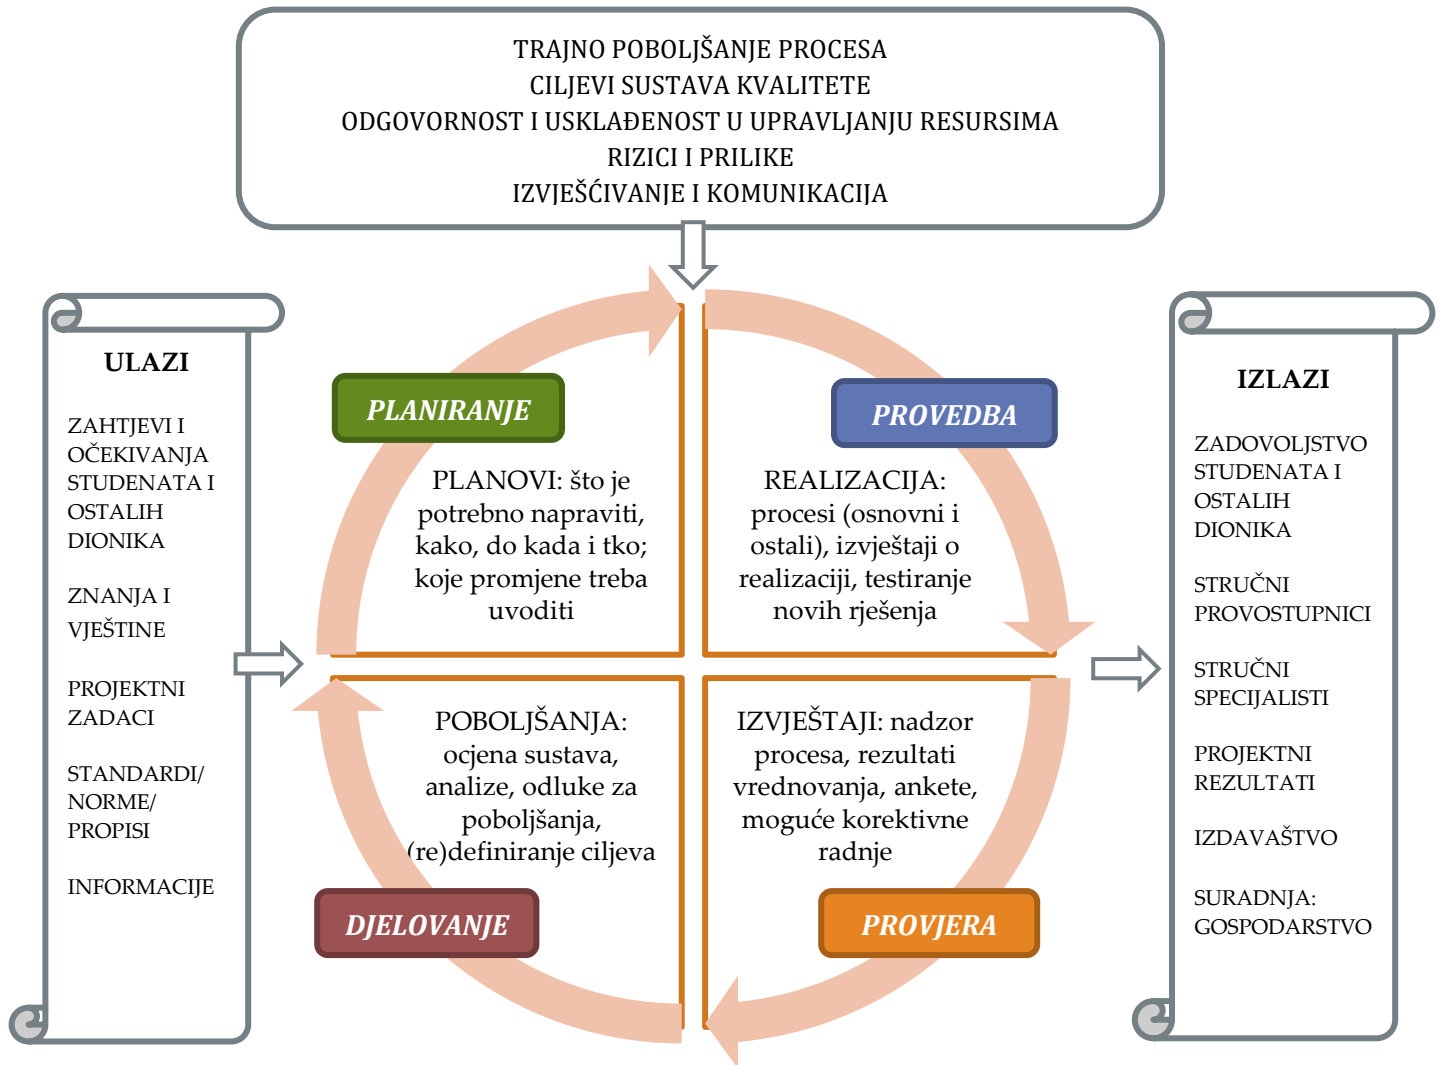 TRAJNO POBOLJŠANJE PROCESA
CILJEVI SUSTAVA KVALITETE
ODGOVORNOST I USKLAĐENOST U UPRAVLJANJU RESURSIMA
RIZICI I PRILIKE
IZVJEŠĆIVANJE I KOMUNIKACIJA
ULAZI
ZAHTJEVI I
OČEKIVANJA
STUDENATA I
OSTALIH
DIONIKA
ZNANJA I
VJEŠTINE
PROJEKTNI
ZADACI
STANDARDI/
NORME/
PROPISI
INFORMACIJE
PLANIRANJE
PLANOVI: što je
potrebno napraviti,
kako, do kada i tko;
koje promjene treba
uvoditi
PROVEDBA
REALIZACIJA:
procesi (osnovni i
ostali), izvještaji o
realizaciji, testiranje
novih rješenja
POBOLJŠANJA:
ocjena sustava,
analize, odluke za
poboljšanja,
(re)definiranje ciljeva
DJELOVANJE
IZVJEŠTAJI: nadzor
procesa, rezultati
vrednovanja, ankete,
moguće korektivne
radnje
PROVJERA
IZLAZI
ZADOVOLJSTVO
STUDENATA I
OSTALIH
DIONIKA
STRUČNI
PROVOSTUPNICI
STRUČNI
SPECIJALISTI
PROJEKTNI
REZULTATI
IZDAVAŠTVO
SURADNJA:
GOSPODARSTVO